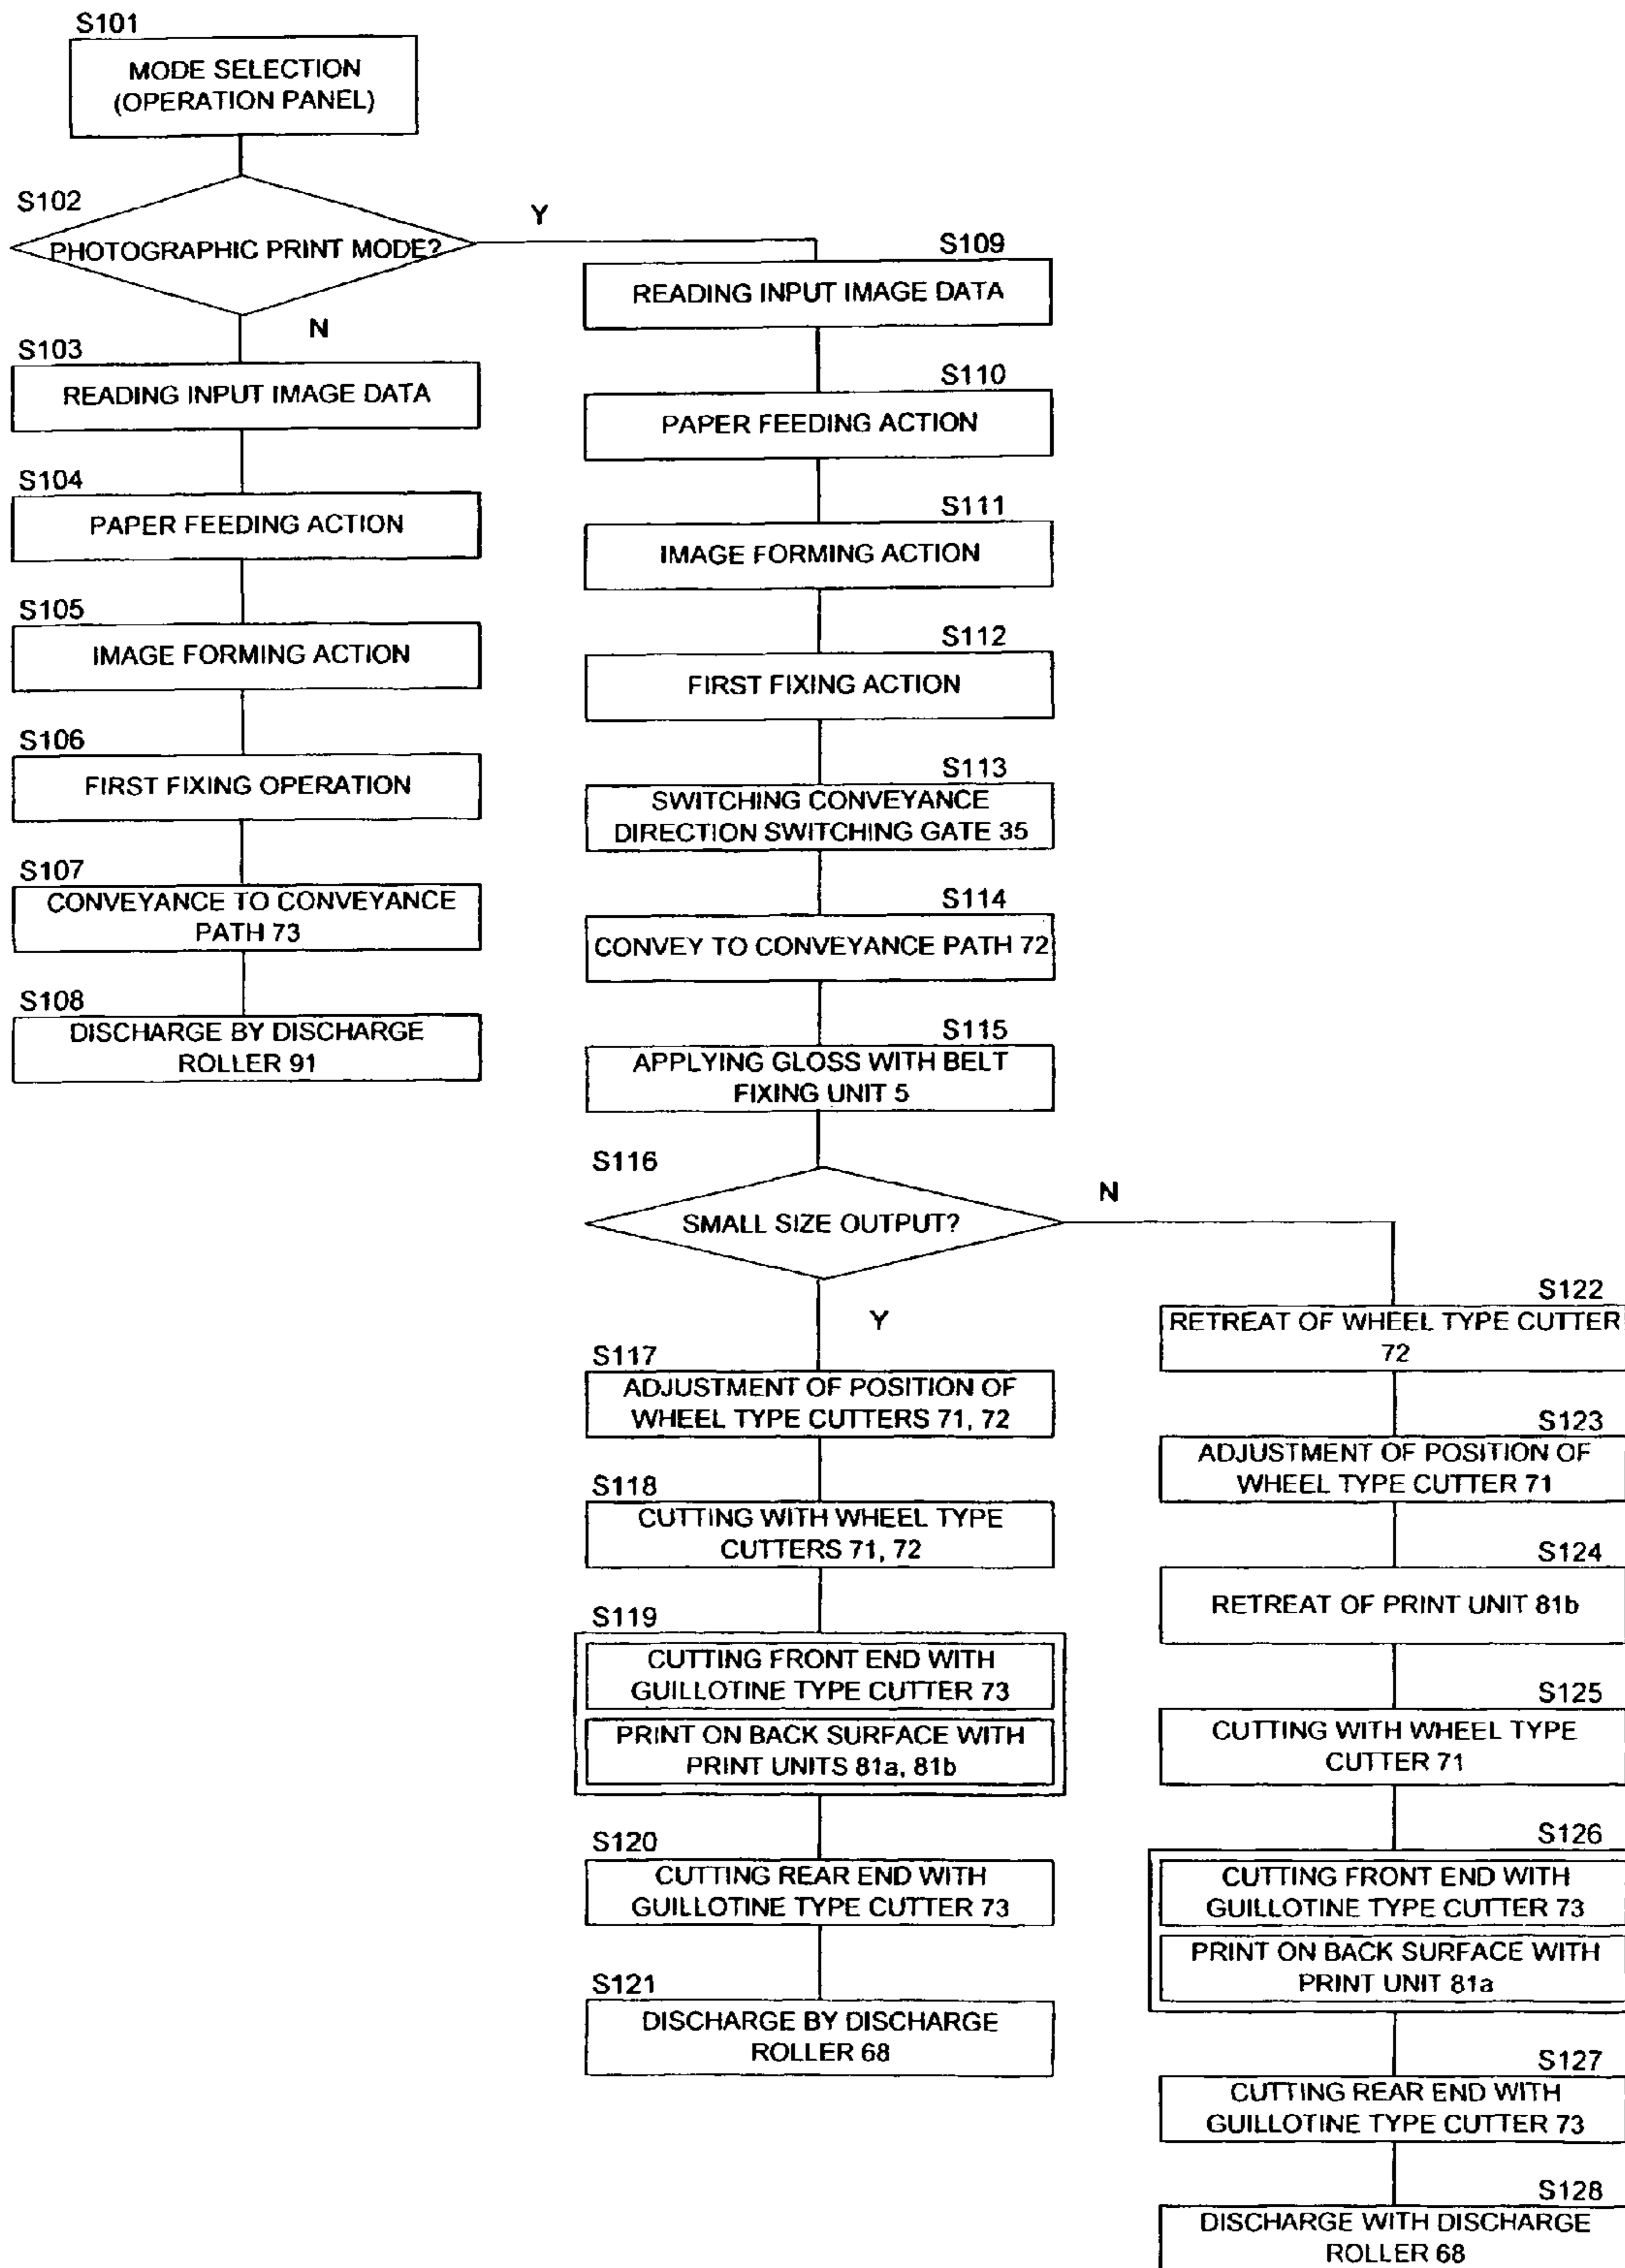 S101
MODE SELECTION
(OPERATION PANEL)
S102
PHOTOGRAPHIC PRINT MODE?
Y
N
S103
READING INPUT IMAGE DATA
S104
PAPER FEEDING ACTION
S105
IMAGE FORMING ACTION
S106
FIRST FIXING OPERATION
S107
CONVEYANCE TO CONVEYANCE
PATH 73
S108
DISCHARGE BY DISCHARGE
ROLLER 91
S109
READING INPUT IMAGE DATA
S110
PAPER FEEDING ACTION
S111
IMAGE FORMING ACTION
S112
FIRST FIXING ACTION
S113
SWITCHING CONVEYANCE
DIRECTION SWITCHING GATE 35
S114
CONVEY TO CONVEYANCE PATH 72
S115
APPLYING GLOSS WITH BELT
FIXING UNIT 5
S116
SMALL SIZE OUTPUT?
N
Y
S117
ADJUSTMENT OF POSITION OF
WHEEL TYPE CUTTERS 71, 72
S118
CUTTING WITH WHEEL TYPE
CUTTERS 71, 72
S119
CUTTING FRONT END WITH
GUILLOTINE TYPE CUTTER 73
PRINT ON BACK SURFACE WITH
PRINT UNITS 81a, 81b
S120
CUTTING REAR END WITH
GUILLOTINE TYPE CUTTER 73
S121
DISCHARGE BY DISCHARGE
ROLLER 68
S122
RETREAT OF WHEEL TYPE CUTTER
72
S123
ADJUSTMENT OF POSITION OF
WHEEL TYPE CUTTER 71
S124
RETREAT OF PRINT UNIT 81b
S125
CUTTING WITH WHEEL TYPE
CUTTER 71
S126
CUTTING FRONT END WITH
GUILLOTINE TYPE CUTTER 73
PRINT ON BACK SURFACE WITH
PRINT UNIT 81a
S127
CUTTING REAR END WITH
GUILLOTINE TYPE CUTTER 73
S128
DISCHARGE WITH DISCHARGE
ROLLER 68